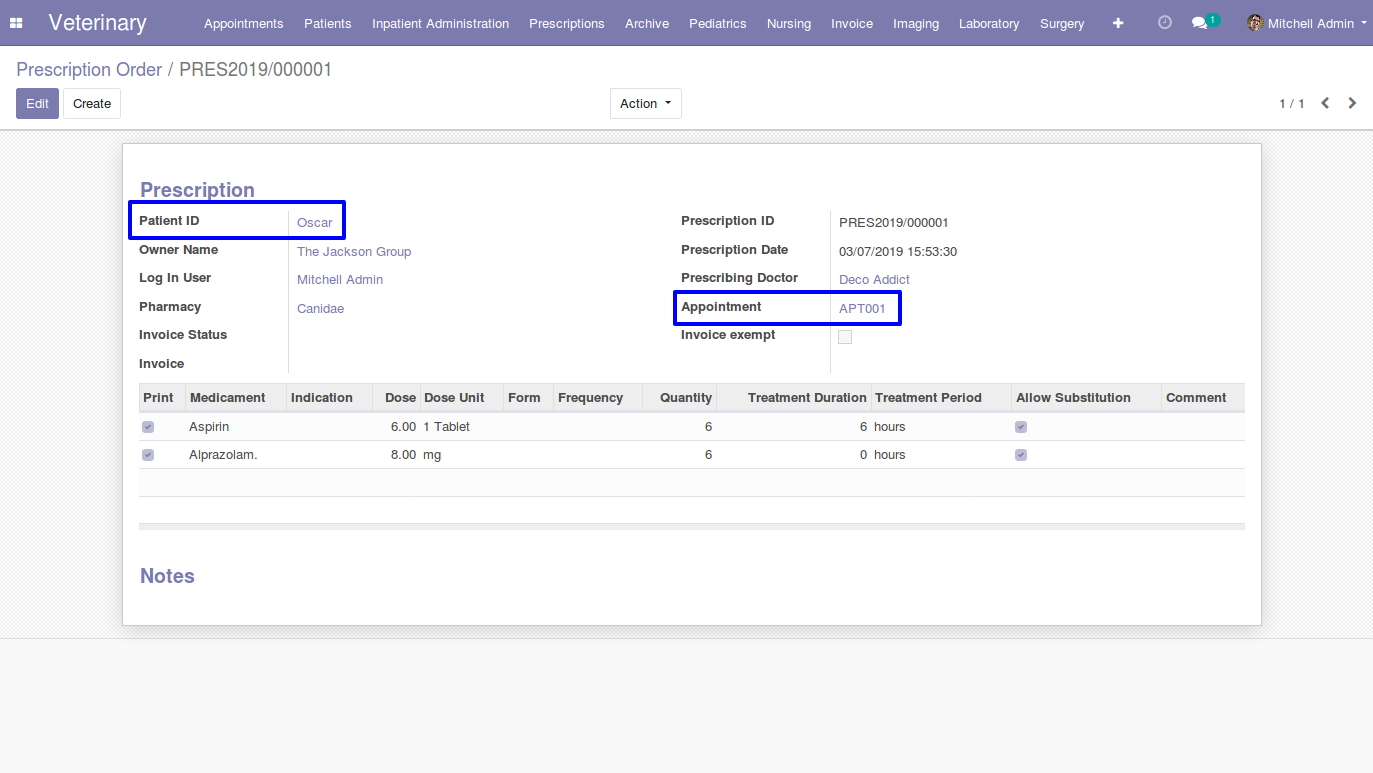 Veterinary Appointments Patients Inpatient Administration Prescriptions Archive Pediatrics Nursing Invoice Imaging Laboratory Surgery 1 Mitchell Admin
Prescription Order / PRES2019/000001
Edit Create Action 1 / 1
Prescription
Patient ID Oscar Prescription ID PRES2019/000001
Owner Name The Jackson Group Prescription Date 03/07/2019 15:53:30
Log In User Mitchell Admin Prescribing Doctor Deco Addict
Pharmacy Canidae Appointment APT001
Invoice Status Invoice exempt
Invoice
Print Medicament Indication Dose Dose Unit Form Frequency Quantity Treatment Duration Treatment Period Allow Substitution Comment
Aspirin 6.00 1 Tablet 6 6 hours
Alprazolam. 8.00 mg 6 0 hours
Notes